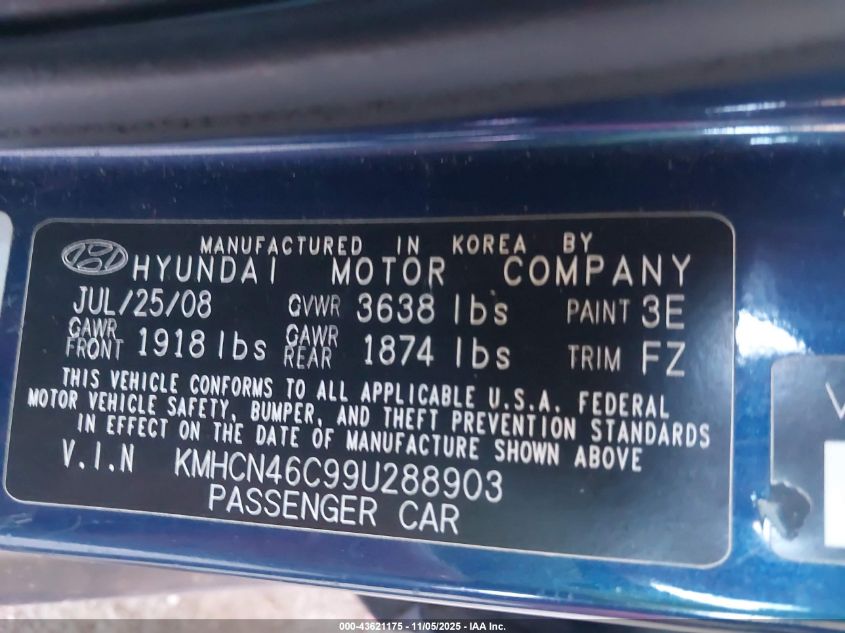 MANUFACTURED IN KOREA BY
HYUNDAI MOTOR COMPANY
JUL/25/08 GVWR 3638 lbs PAINT 3E
GAWR FRONT 1918 lbs GAWR REAR 1874 lbs TRIM FZ
THIS VEHICLE CONFORMS TO ALL APPLICABLE U.S.A. FEDERAL
MOTOR VEHICLE SAFETY, BUMPER, AND THEFT PREVENTION STANDARDS
IN EFFECT ON THE DATE OF MANUFACTURE SHOWN ABOVE
V.I.N KMHCN46C99U288903
PASSENGER CAR
V
000-43621175 - 11/05/2025 - IAA Inc.